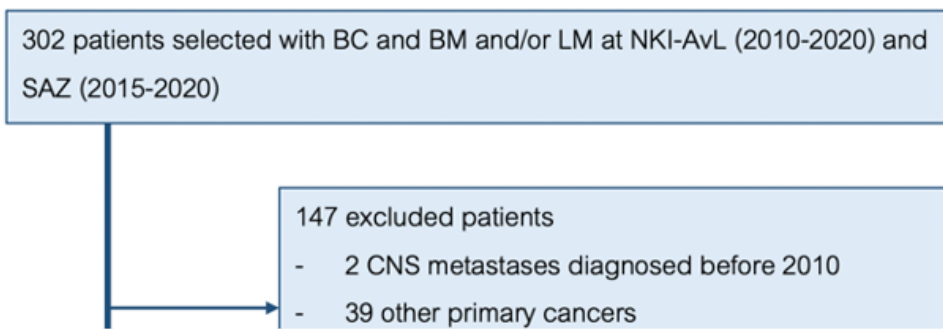 302 patients selected with BC and BM and/or LM at NKI-AvL (2010-2020) and
SAZ (2015-2020)
147 excluded patients
- 2 CNS metastases diagnosed before 2010
- 39 other primary cancers